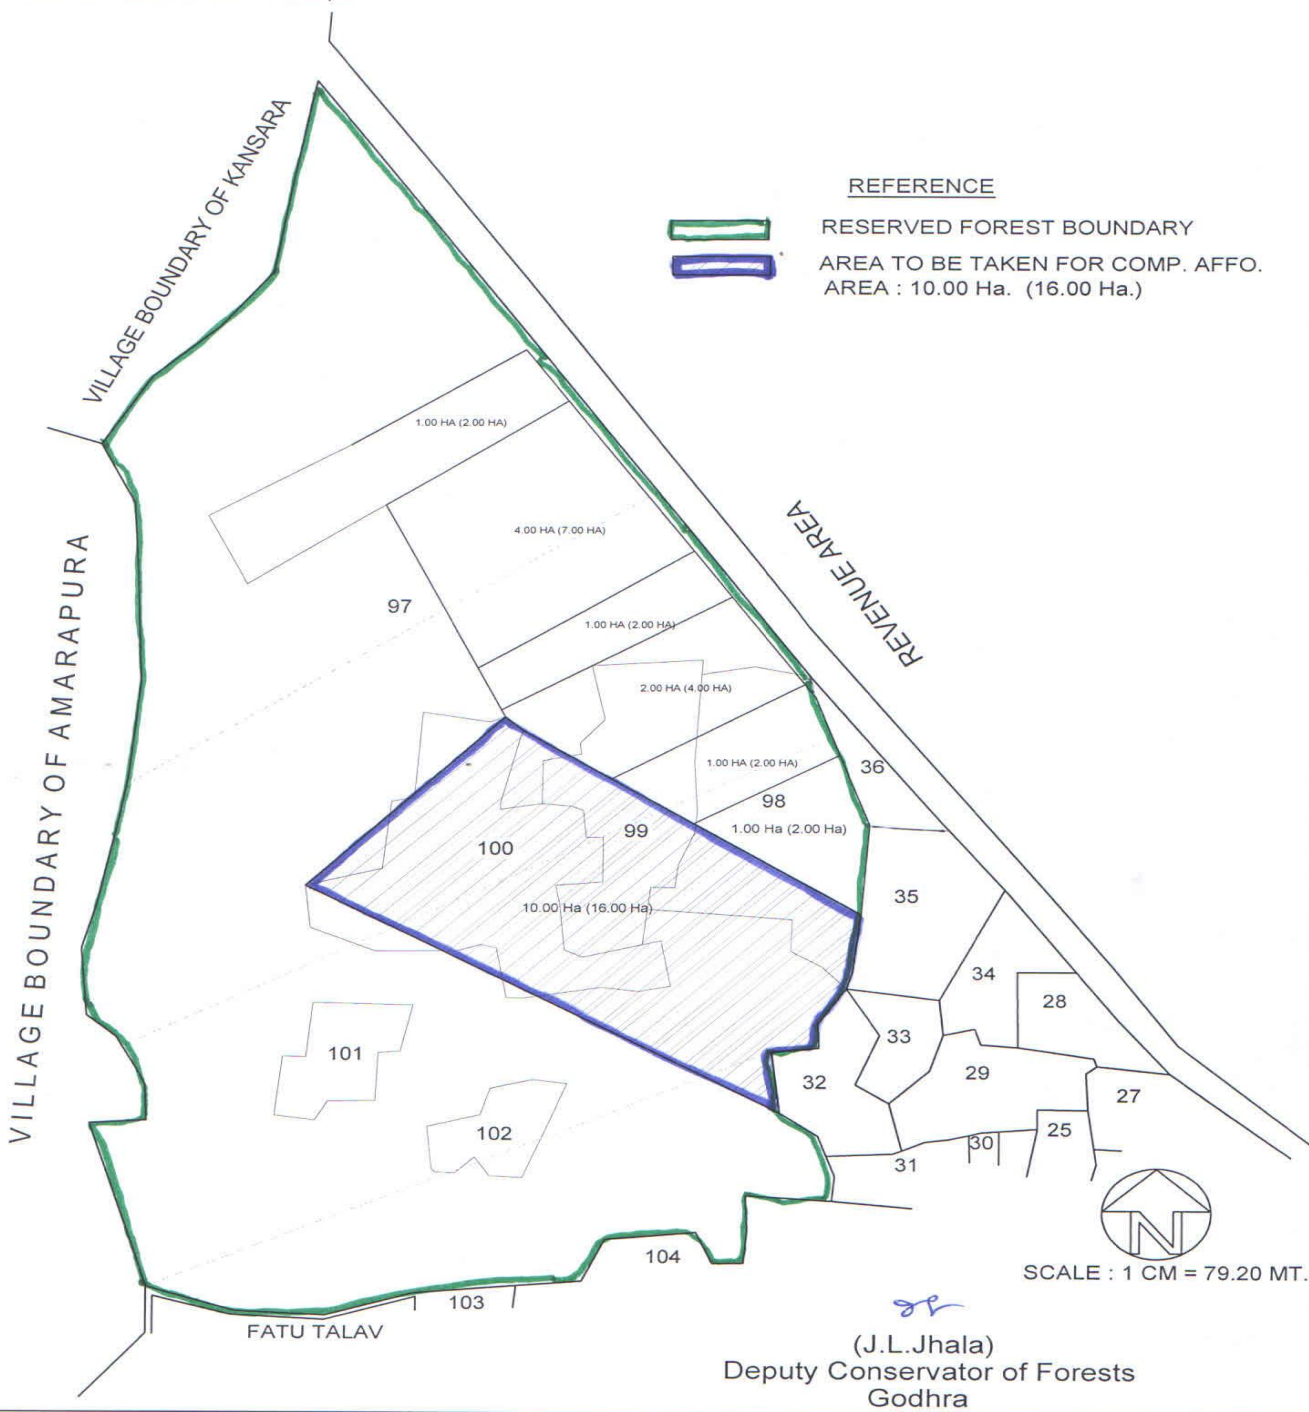 VILLAGE BOUNDARY OF KANSARA
REFERENCE
RESERVED FOREST BOUNDARY
AREA TO BE TAKEN FOR COMP. AFFO.
AREA : 10.00 Ha. (16.00 Ha.)
1.00 HA (2.00 HA)
4.00 HA (7.00 HA)
REVENUE AREA
97
1.00 HA (2.00 HA)
2.00 HA (4.00 HA)
VILLAGE BOUNDARY OF AMARAPURA
1.00 HA (2.00 HA)
36
98
1.00 Ha (2.00 Ha)
99
100
35
10.00 Ha (16.00 Ha)
34
28
33
101
29
32
27
102
25
30
31
N
104
SCALE : 1 CM = 79.20 MT.
103
FATU TALAV
(J.L.Jhala)
Deputy Conservator of Forests
Godhra